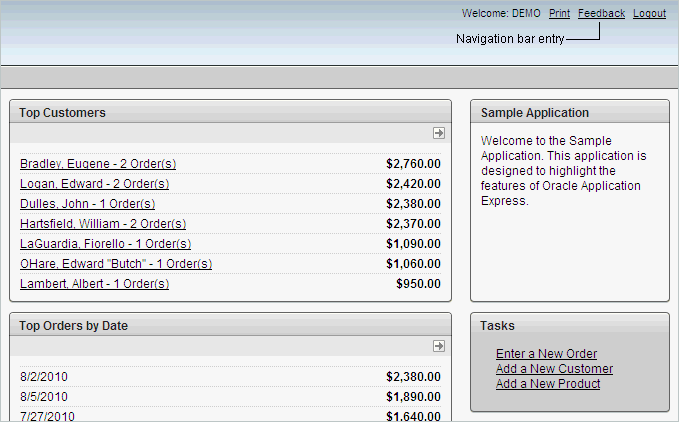 Welcome: DEMO Print Feedback Logout
Navigation bar entry
Top Customers
Bradley, Eugene - 2 Order(s) $2,760.00
Logan, Edward - 2 Order(s) $2,420.00
Dulles, John - 1 Order(s) $2,380.00
Hartsfield, William - 2 Order(s) $2,370.00
LaGuardia, Fiorello - 1 Order(s) $1,090.00
OHare, Edward "Butch" - 1 Order(s) $1,060.00
Lambert, Albert - 1 Order(s) $950.00
Sample Application
Welcome to the Sample
Application. This application is
designed to highlight the
features of Oracle Application
Express.
Top Orders by Date
8/2/2010 $2,380.00
8/5/2010 $1,890.00
7/27/2010 $1,640.00
Tasks
Enter a New Order
Add a New Customer
Add a New Product